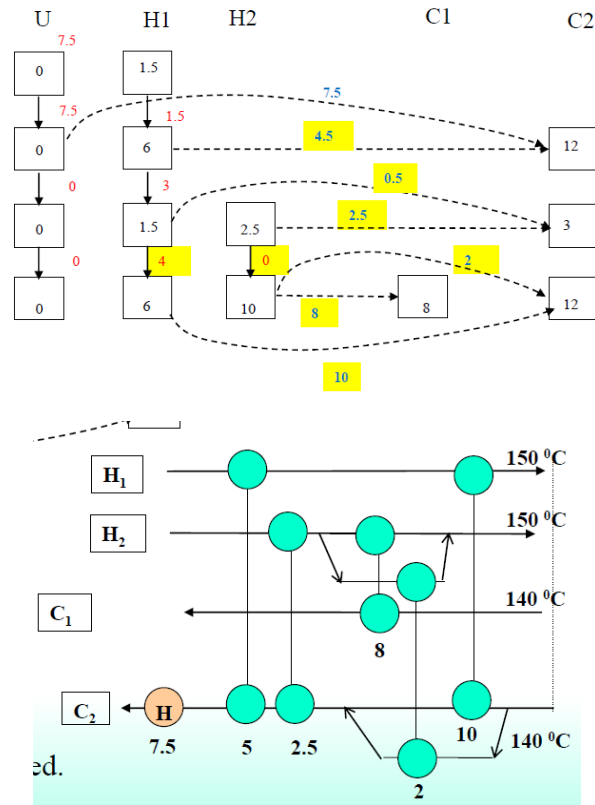 U H1 H2 C1 C2
7.5
0 1.5
7.5 1.5 7.5
0 6 4.5 12
0 3 0.5
0 1.5 2.5 2.5 3
0 4 0 2
0 6 10 8 8 12
10
H1 150 ⁰C
H2 150 ⁰C
C1 140 ⁰C
8
C2 H 10 140 ⁰C
7.5 5 2.5
2
ed.